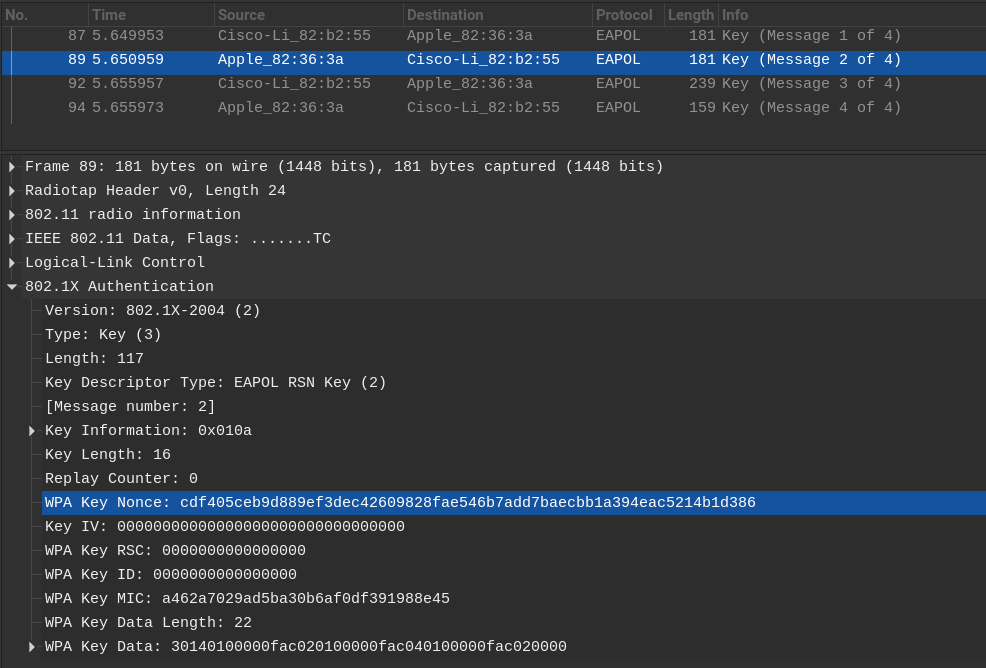 No. Time Source Destination Protocol Length Info
87 5.649953 Cisco-Li_82:b2:55 Apple_82:36:3a EAPOL 181 Key (Message 1 of 4)
89 5.650959 Apple_82:36:3a Cisco-Li_82:b2:55 EAPOL 181 Key (Message 2 of 4)
92 5.655957 Cisco-Li_82:b2:55 Apple_82:36:3a EAPOL 239 Key (Message 3 of 4)
94 5.655973 Apple_82:36:3a Cisco-Li_82:b2:55 EAPOL 159 Key (Message 4 of 4)
Frame 89: 181 bytes on wire (1448 bits), 181 bytes captured (1448 bits)
Radiotap Header v0, Length 24
802.11 radio information
IEEE 802.11 Data, Flags: .......TC
Logical-Link Control
802.1X Authentication
Version: 802.1X-2004 (2)
Type: Key (3)
Length: 117
Key Descriptor Type: EAPOL RSN Key (2)
[Message number: 2]
Key Information: 0x010a
Key Length: 16
Replay Counter: 0
WPA Key Nonce: cdf405ceb9d889ef3dec42609828fae546b7add7baecbb1a394eac5214b1d386
Key IV: 00000000000000000000000000000000
WPA Key RSC: 0000000000000000
WPA Key ID: 0000000000000000
WPA Key MIC: a462a7029ad5ba30b6af0df391988e45
WPA Key Data Length: 22
WPA Key Data: 30140100000fac020100000fac040100000fac020000